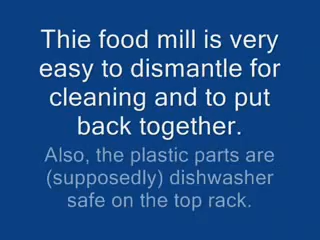 Thie food mill is very
easy to dismantle for
cleaning and to put
back together.
Also, the plastic parts are
(supposedly) dishwasher
safe on the top rack.